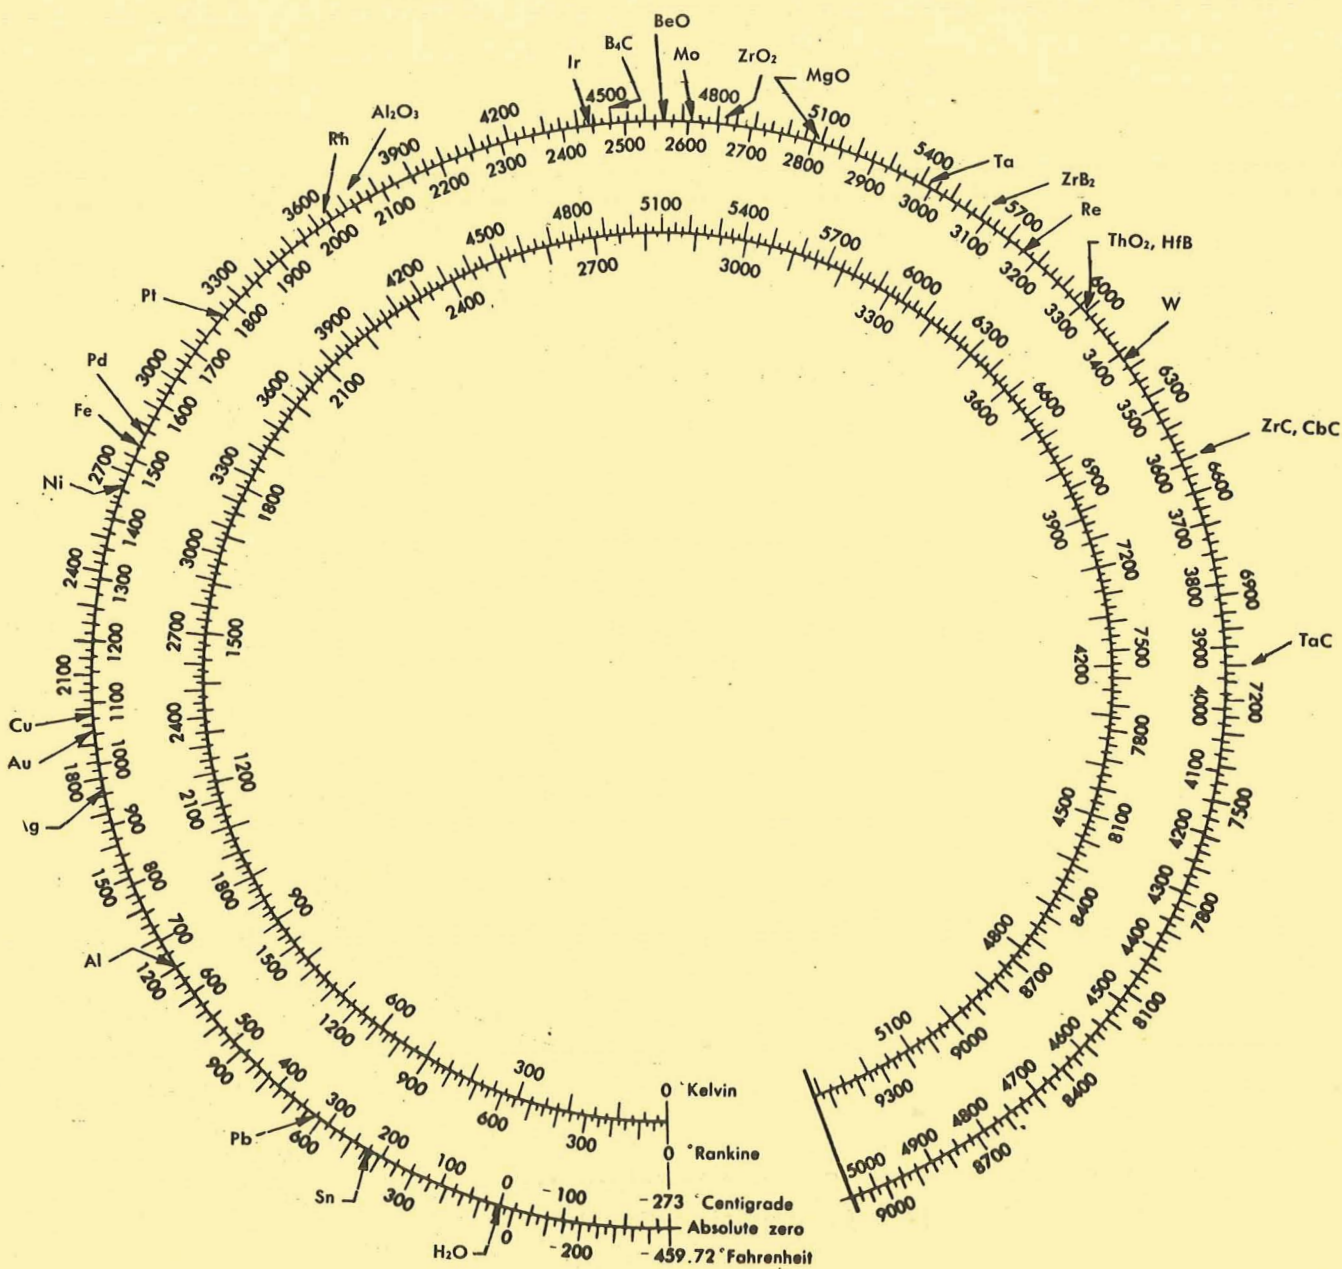 BeO
B₄C
Ir
Mo
ZrO₂
MgO
Al₂O₃
Rh
Ta
ZrB₂
Re
ThO₂, HfB
W
ZrC, CbC
TaC
Pt
Pd
Fe
Ni
Cu
Au
\g
Al
Pb
Sn
H₂O
0 200 600 900 1200 1500 1800 2100 2400 2700 3000 3300 3600 3900 4200 4500 4800 5100 5400 5700 6000 6300 6600 6900 7200 7500 7800 8100 8400 8700 9000
-200 0 300
-100 0 100 200 300 400 500 600 700 800 900 1000 1100 1200 1300 1400 1500 1600 1700 1800 1900 2000 2100 2200 2300 2400 2500 2600 2700 2800 2900 3000 3100 3200 3300 3400 3500 3600 3700 3800 3900 4000 4100 4200 4300 4400 4500 4600 4700 4800 4900 5000
300 600 900 1200 1500 1800 2100 2400 2700 3000 3300 3600 3900 4200 4500 4800 5100 5400 5700 6000 6300 6600 6900 7200 7500 7800 8100 8400 8700 9000 9300
300 600 900 1200 1500 1800 2100 2400 2700 3000 3300 3600 3900 4200 4500 4800 5100
0 °Kelvin
0 °Rankine
-273 °Centigrade
Absolute zero
-459.72 °Fahrenheit